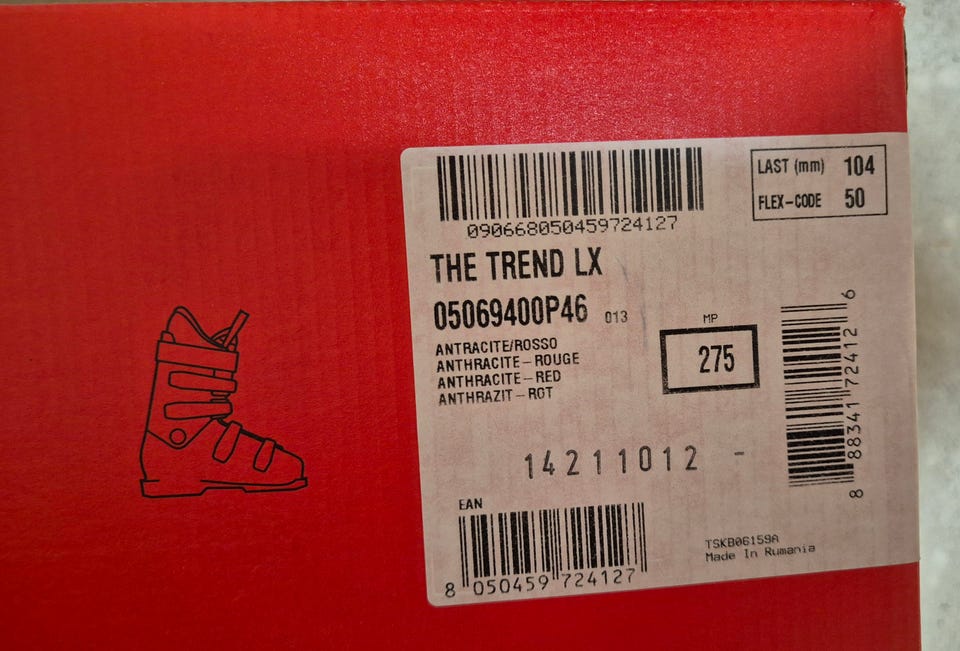 LAST (mm) 104
FLEX-CODE 50
090668050459724127
THE TREND LX
05069400P46 013
ANTRACITE/ROSSO
ANTHRACITE-ROUGE
ANTHRACITE-RED
ANTHRAZIT-ROT
MP
275
8 88341 72412 6
14211012 -
EAN
8 050459 724127
TSKB06159A
Made In Rumania